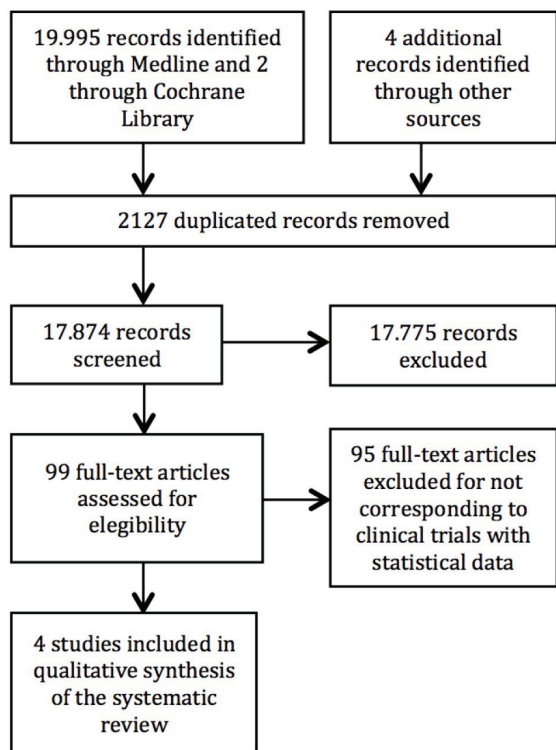 19.995 records identified
through Medline and 2
through Cochrane
Library
4 additional
records identified
through other
sources
2127 duplicated records removed
17.874 records
screened
17.775 records
excluded
99 full-text articles
assessed for
elegibility
95 full-text articles
excluded for not
corresponding to
clinical trials with
statistical data
4 studies included in
qualitative synthesis
of the systematic
review